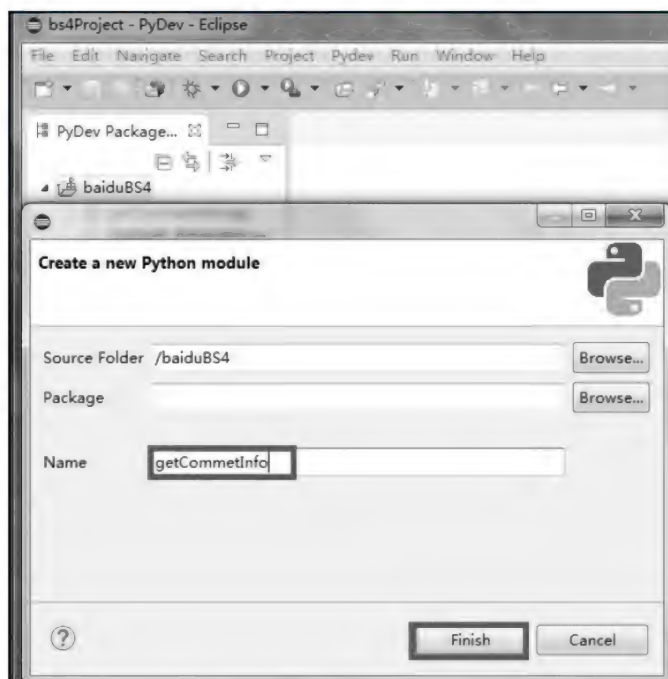 bs4Project - PyDev - Eclipse
File Edit Navigate Search Project Pydev Run Window Help
PyDev Package...
baiduBS4
Create a new Python module
Source Folder /baiduBS4 Browse...
Package Browse...
Name getCommetInfo
? Finish Cancel